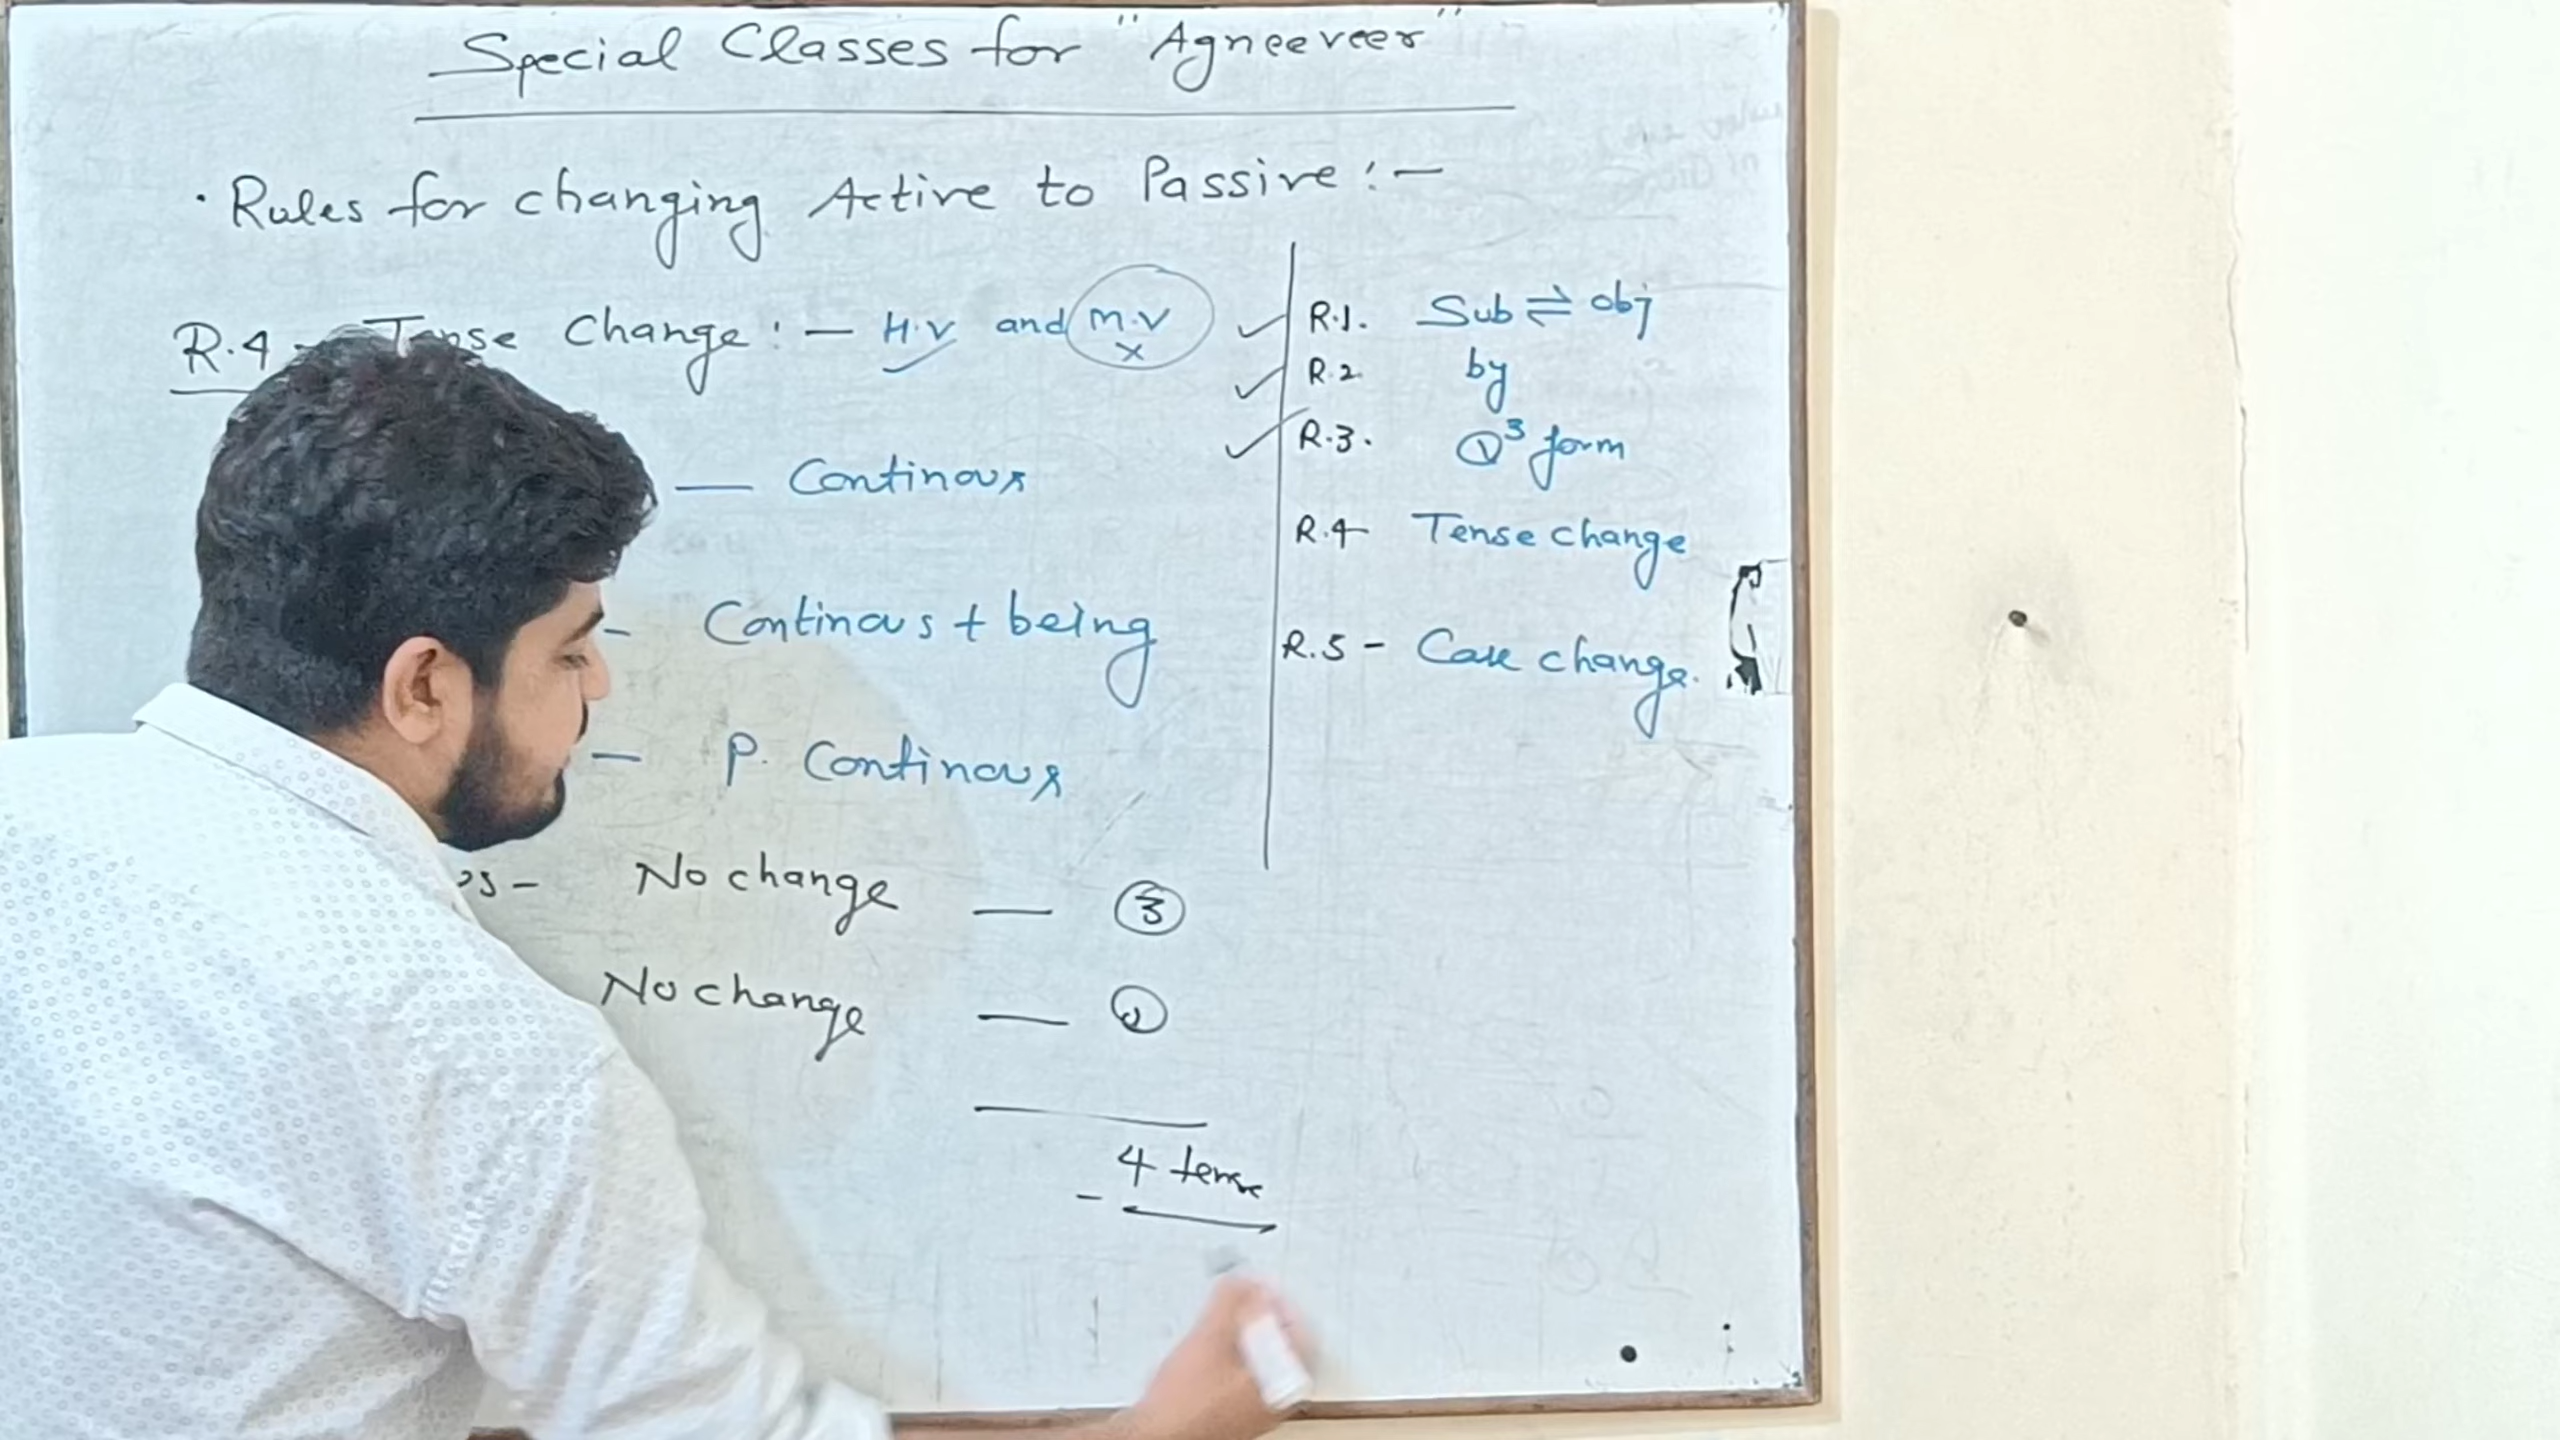 Special Classes for "Agneeveer"
· Rules for changing Active to Passive :-
R.4 - Tense Change :- H.V and M.V
x
— Continous
- Continous + being
- P. Continous
No change — 3
No change — 1
4 tense
R.1. Sub ⇌ obj
R.2. by
R.3. V³ form
R.4 Tense change
R.5 - Case change.